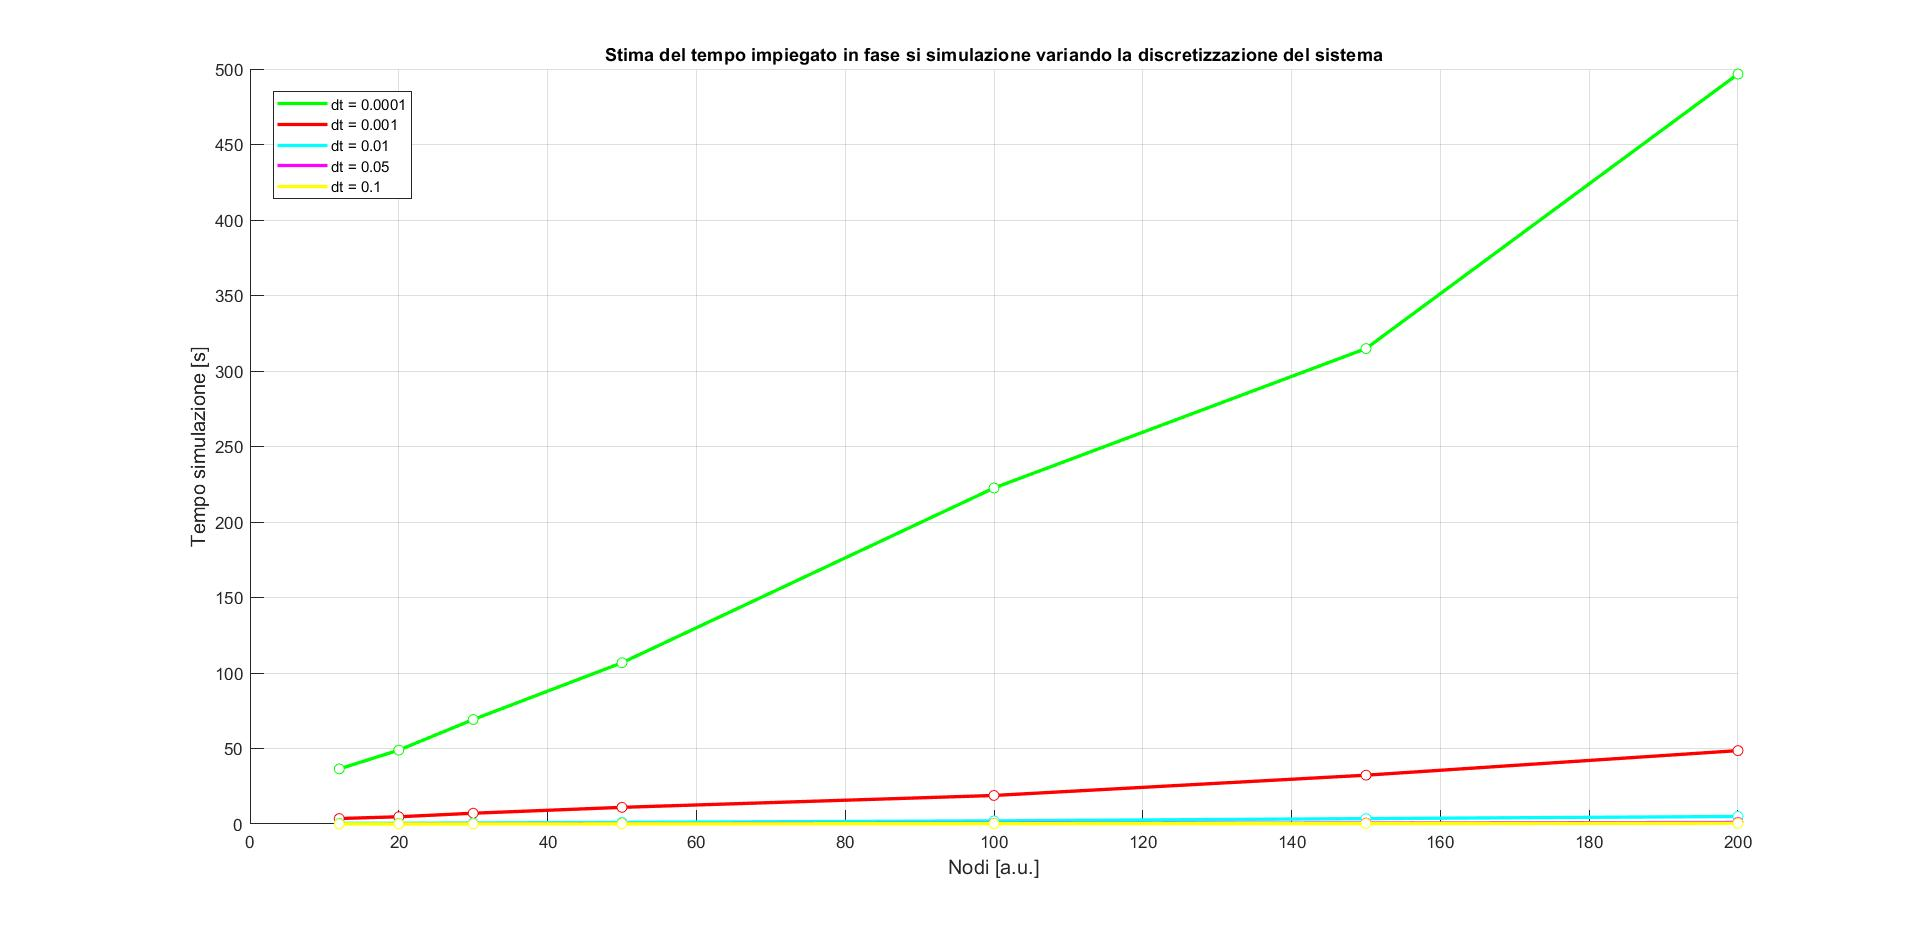 Stima del tempo impiegato in fase si simulazione variando la discretizzazione del sistema
500
450
400
350
300
250
200
150
100
50
0
dt = 0.0001
dt = 0.001
dt = 0.01
dt = 0.05
dt = 0.1
Tempo simulazione [s]
0 20 40 60 80 100 120 140 160 180 200
Nodi [a.u.]